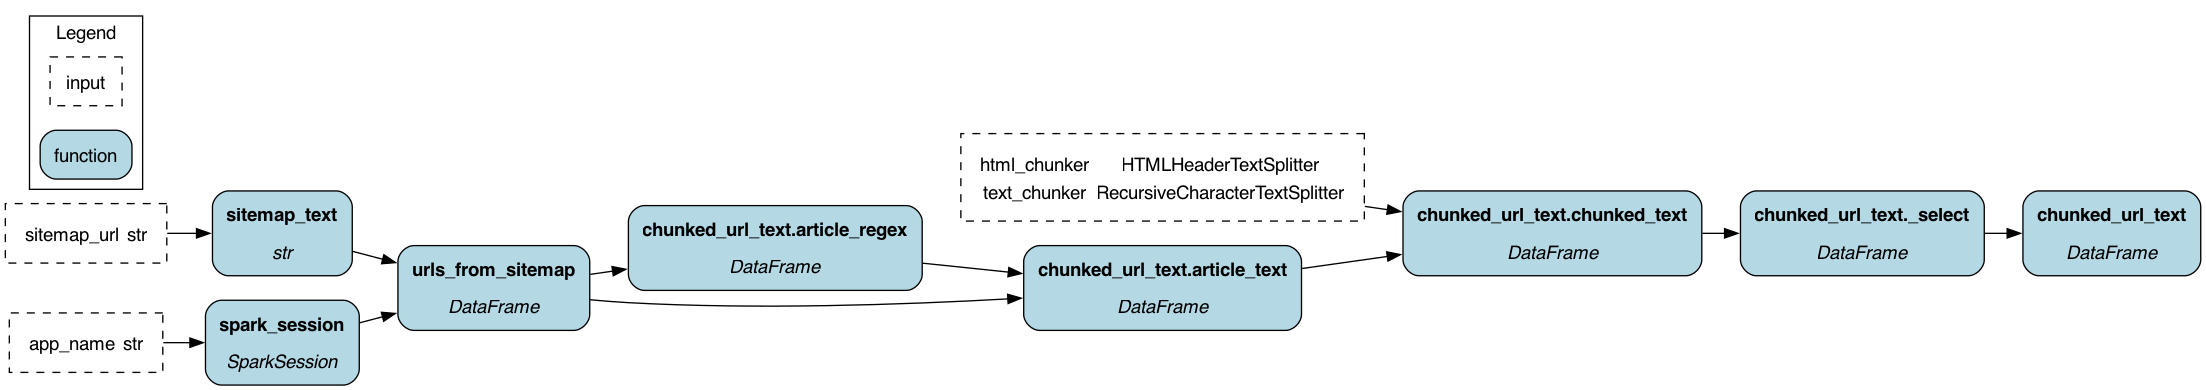 Legend
input
function
sitemap_url str
app_name str
sitemap_text
str
spark_session
SparkSession
urls_from_sitemap
DataFrame
chunked_url_text.article_regex
DataFrame
html_chunker HTMLHeaderTextSplitter
text_chunker RecursiveCharacterTextSplitter
chunked_url_text.article_text
DataFrame
chunked_url_text.chunked_text
DataFrame
chunked_url_text._select
DataFrame
chunked_url_text
DataFrame